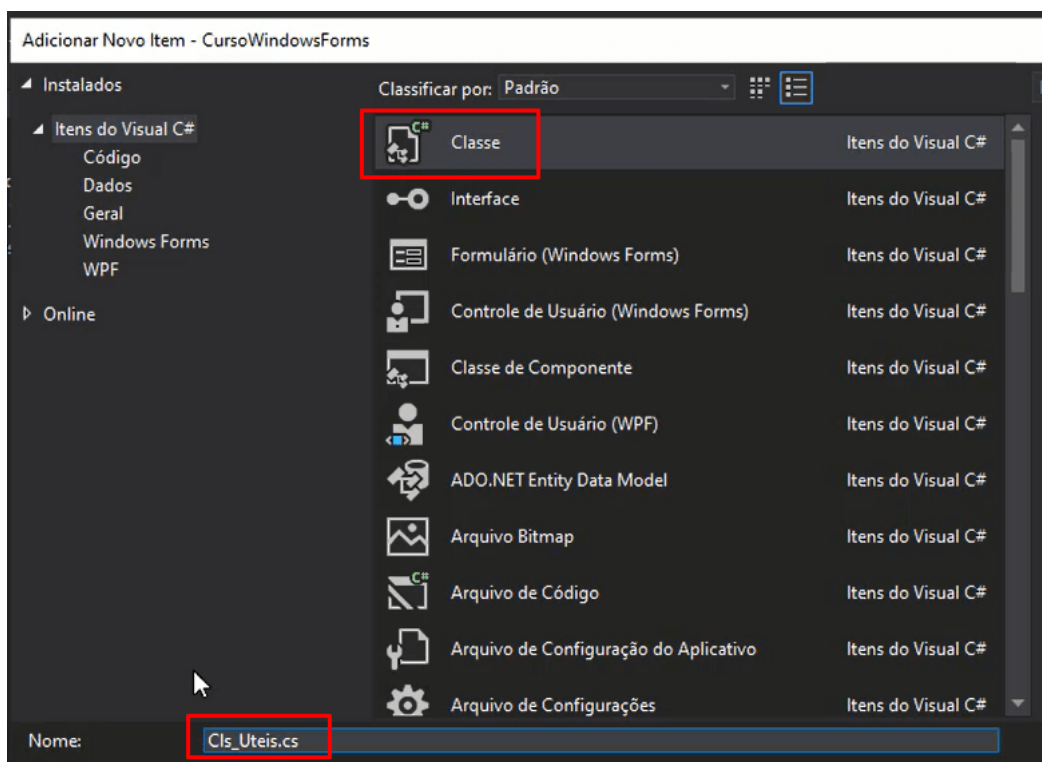 Adicionar Novo Item - CursoWindowsForms
Instalados
Classificar por: Padrão
Itens do Visual C#
Código
Dados
Geral
Windows Forms
WPF
Online
C# Classe Itens do Visual C#
Interface Itens do Visual C#
Formulário (Windows Forms) Itens do Visual C#
Controle de Usuário (Windows Forms) Itens do Visual C#
Classe de Componente Itens do Visual C#
Controle de Usuário (WPF) Itens do Visual C#
ADO.NET Entity Data Model Itens do Visual C#
Arquivo Bitmap Itens do Visual C#
C# Arquivo de Código Itens do Visual C#
Arquivo de Configuração do Aplicativo Itens do Visual C#
Arquivo de Configurações Itens do Visual C#
Nome: Cls_Uteis.cs